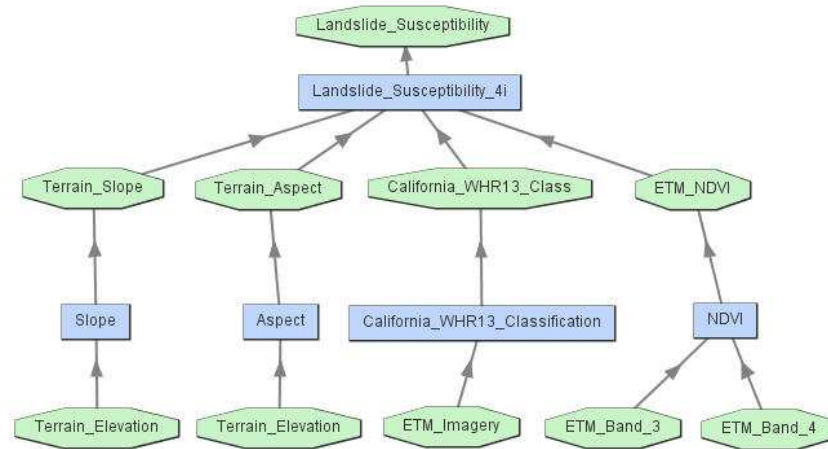 Landslide_Susceptibility
Landslide_Susceptibility_4i
Terrain_Slope
Terrain_Aspect
California_WHR13_Class
ETM_NDVI
Slope
Aspect
California_WHR13_Classification
NDVI
Terrain_Elevation
Terrain_Elevation
ETM_Imagery
ETM_Band_3
ETM_Band_4